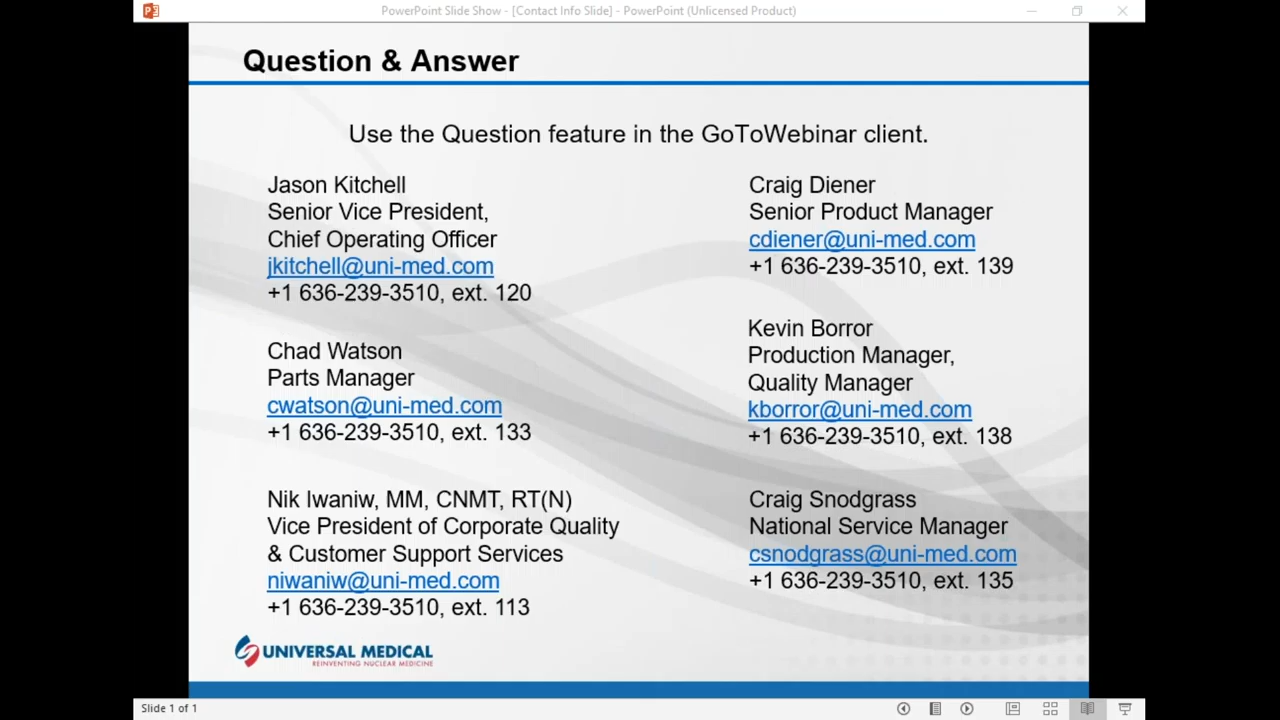 PowerPoint Slide Show - [Contact Info Slide] - PowerPoint (Unlicensed Product)
Question & Answer
Use the Question feature in the GoToWebinar client.
Jason Kitchell
Senior Vice President,
Chief Operating Officer
jkitchell@uni-med.com
+1 636-239-3510, ext. 120
Chad Watson
Parts Manager
cwatson@uni-med.com
+1 636-239-3510, ext. 133
Nik Iwaniw, MM, CNMT, RT(N)
Vice President of Corporate Quality
& Customer Support Services
niwaniw@uni-med.com
+1 636-239-3510, ext. 113
Craig Diener
Senior Product Manager
cdiener@uni-med.com
+1 636-239-3510, ext. 139
Kevin Borror
Production Manager,
Quality Manager
kborror@uni-med.com
+1 636-239-3510, ext. 138
Craig Snodgrass
National Service Manager
csnodgrass@uni-med.com
+1 636-239-3510, ext. 135
UNIVERSAL MEDICAL
REINVENTING NUCLEAR MEDICINE
Slide 1 of 1